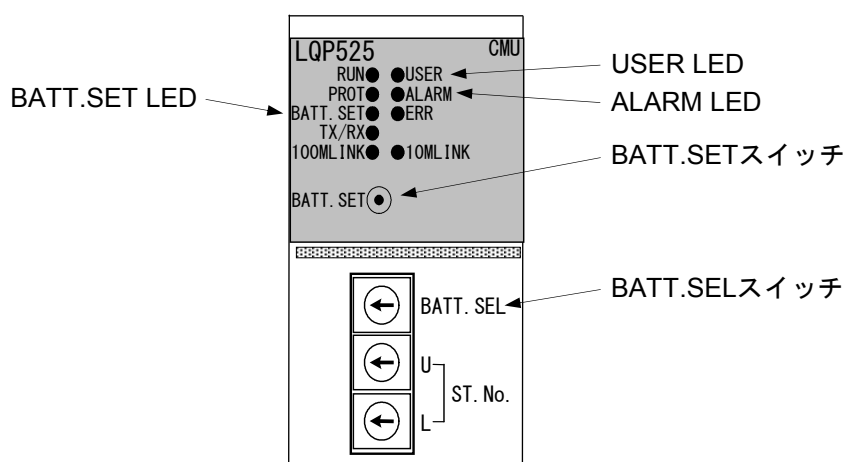 LQP525 CMU
RUN USER
PROT ALARM
BATT.SET ERR
TX/RX
100MLINK 10MLINK
BATT.SET
BATT.SEL
U
ST.No.
L
BATT.SET LED
USER LED
ALARM LED
BATT.SETスイッチ
BATT.SELスイッチ